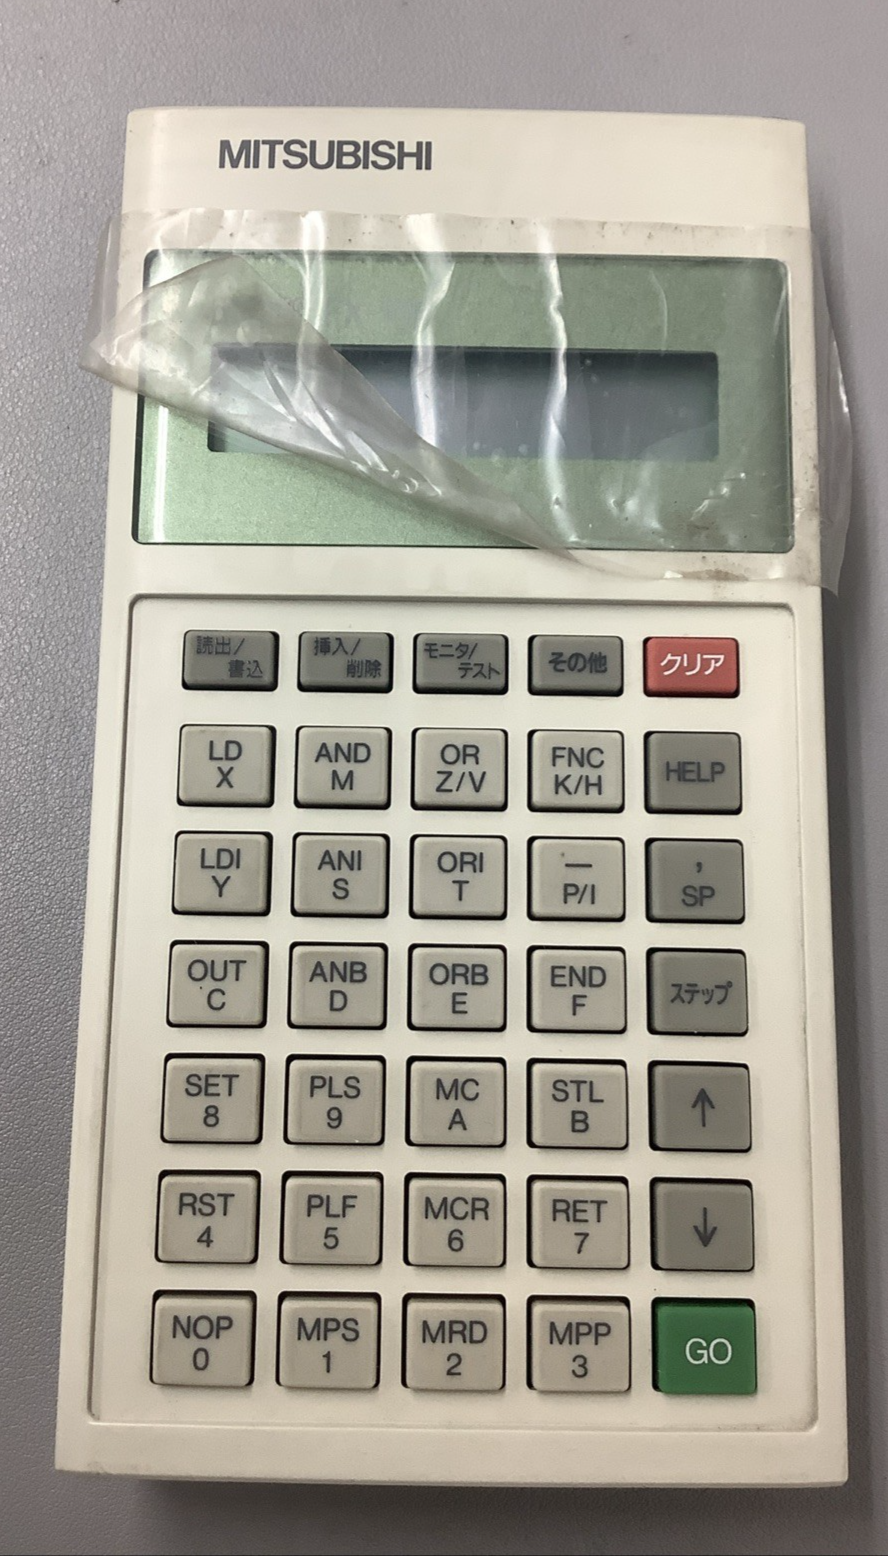 MITSUBISHI
読出/
書込
挿入/
削除
モニタ/
テスト
その他
クリア
LD
X
AND
M
OR
Z/V
FNC
K/H
HELP
LDI
Y
ANI
S
ORI
T
—
P/I
,
SP
OUT
C
ANB
D
ORB
E
END
F
ステップ
SET
8
PLS
9
MC
A
STL
B
↑
RST
4
PLF
5
MCR
6
RET
7
↓
NOP
0
MPS
1
MRD
2
MPP
3
GO